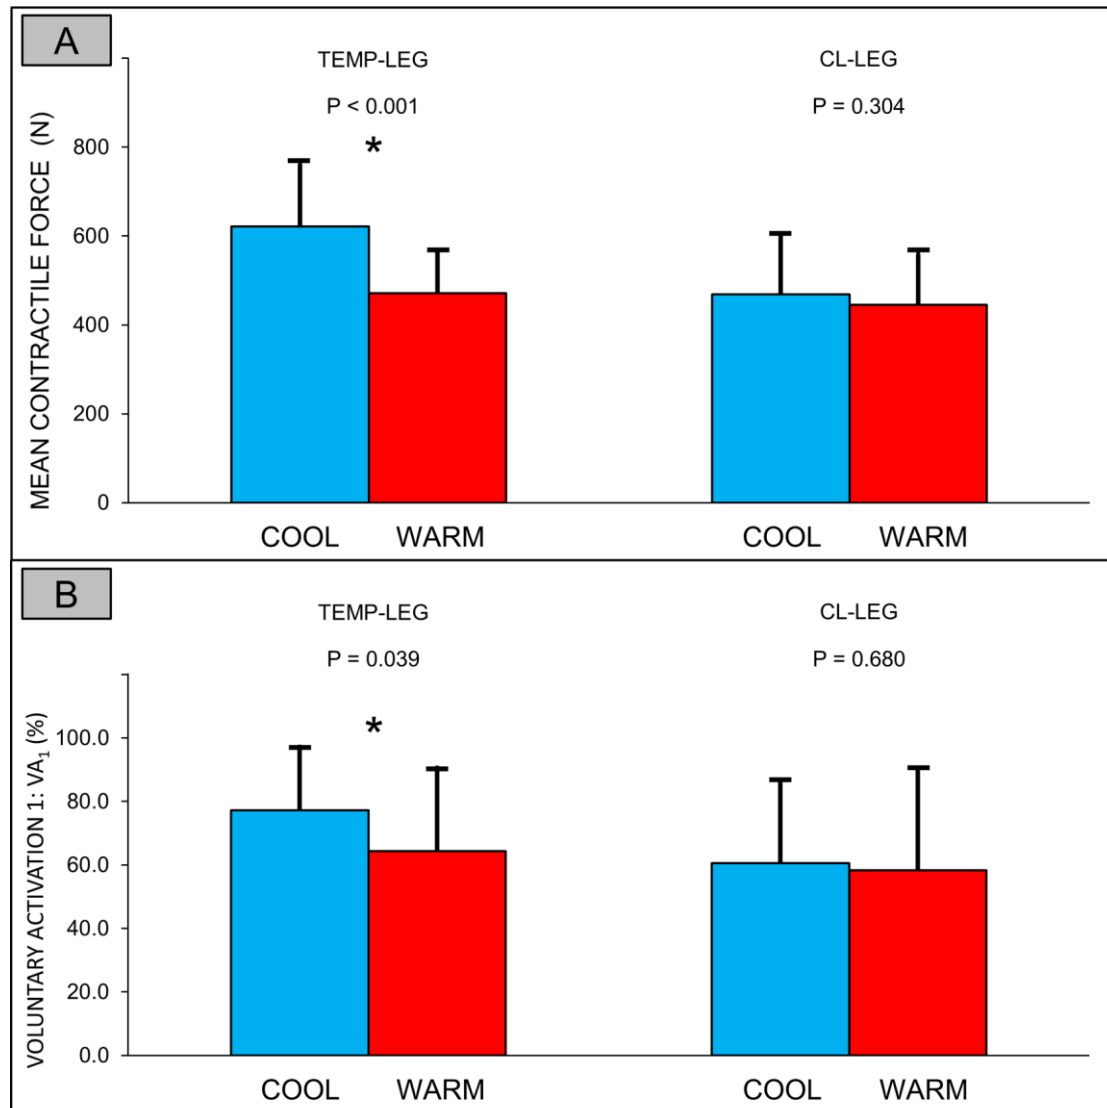 A
TEMP-LEG
CL-LEG
P < 0.001
P = 0.304
*
MEAN CONTRACTILE FORCE (N)
800
600
400
200
0
COOL WARM COOL WARM
B
TEMP-LEG
CL-LEG
P = 0.039
P = 0.680
*
VOLUNTARY ACTIVATION 1: VA₁ (%)
100.0
80.0
60.0
40.0
20.0
0.0
COOL WARM COOL WARM